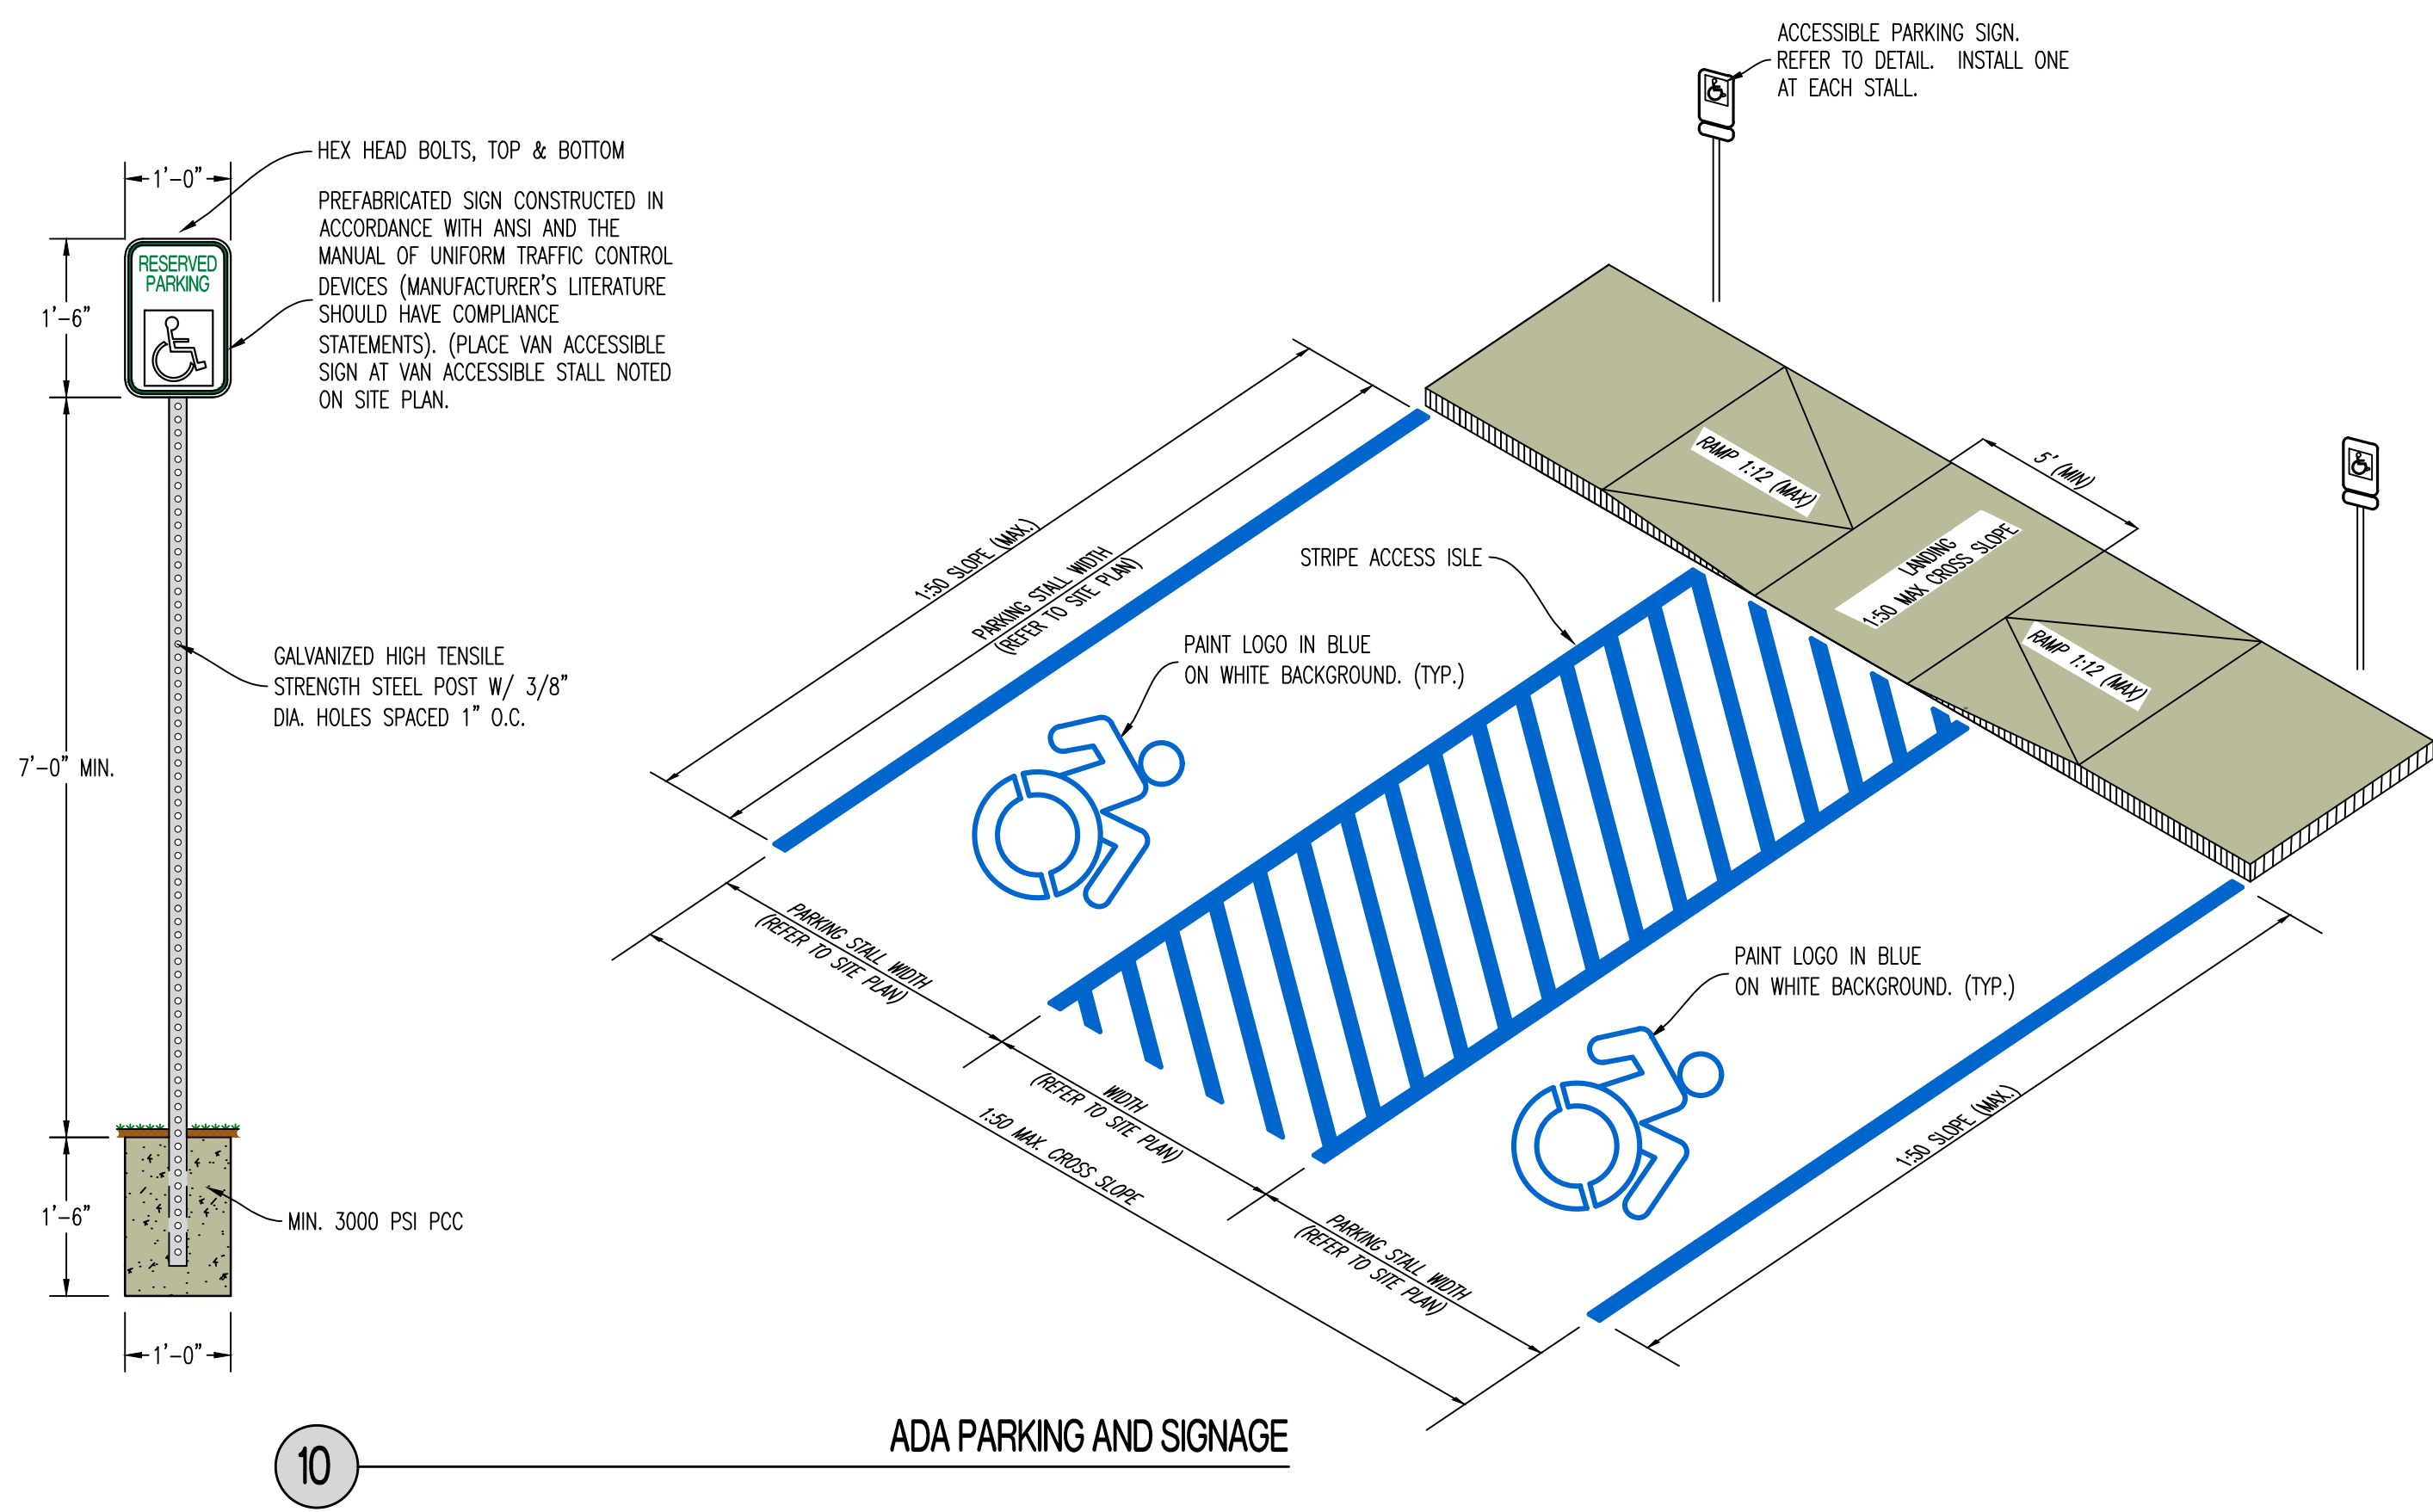 1'-0"
HEX HEAD BOLTS, TOP & BOTTOM
PREFABRICATED SIGN CONSTRUCTED IN
ACCORDANCE WITH ANSI AND THE
MANUAL OF UNIFORM TRAFFIC CONTROL
DEVICES (MANUFACTURER'S LITERATURE
SHOULD HAVE COMPLIANCE
STATEMENTS). (PLACE VAN ACCESSIBLE
SIGN AT VAN ACCESSIBLE STALL NOTED
ON SITE PLAN.
RESERVED
PARKING
1'-6"
GALVANIZED HIGH TENSILE
STRENGTH STEEL POST W/ 3/8"
DIA. HOLES SPACED 1" O.C.
7'-0" MIN.
1'-6"
MIN. 3000 PSI PCC
1'-0"
ACCESSIBLE PARKING SIGN.
REFER TO DETAIL. INSTALL ONE
AT EACH STALL.
RAMP 1:12 (MAX)
5' (MIN)
LANDING
1:50 MAX CROSS SLOPE
RAMP 1:12 (MAX)
1:50 SLOPE (MAX.)
PARKING STALL WIDTH
(REFER TO SITE PLAN)
STRIPE ACCESS ISLE
PAINT LOGO IN BLUE
ON WHITE BACKGROUND. (TYP.)
PARKING STALL WIDTH
(REFER TO SITE PLAN)
WIDTH
(REFER TO SITE PLAN)
1:50 MAX. CROSS SLOPE
PARKING STALL WIDTH
(REFER TO SITE PLAN)
PAINT LOGO IN BLUE
ON WHITE BACKGROUND. (TYP.)
1:50 SLOPE (MAX.)
10
ADA PARKING AND SIGNAGE